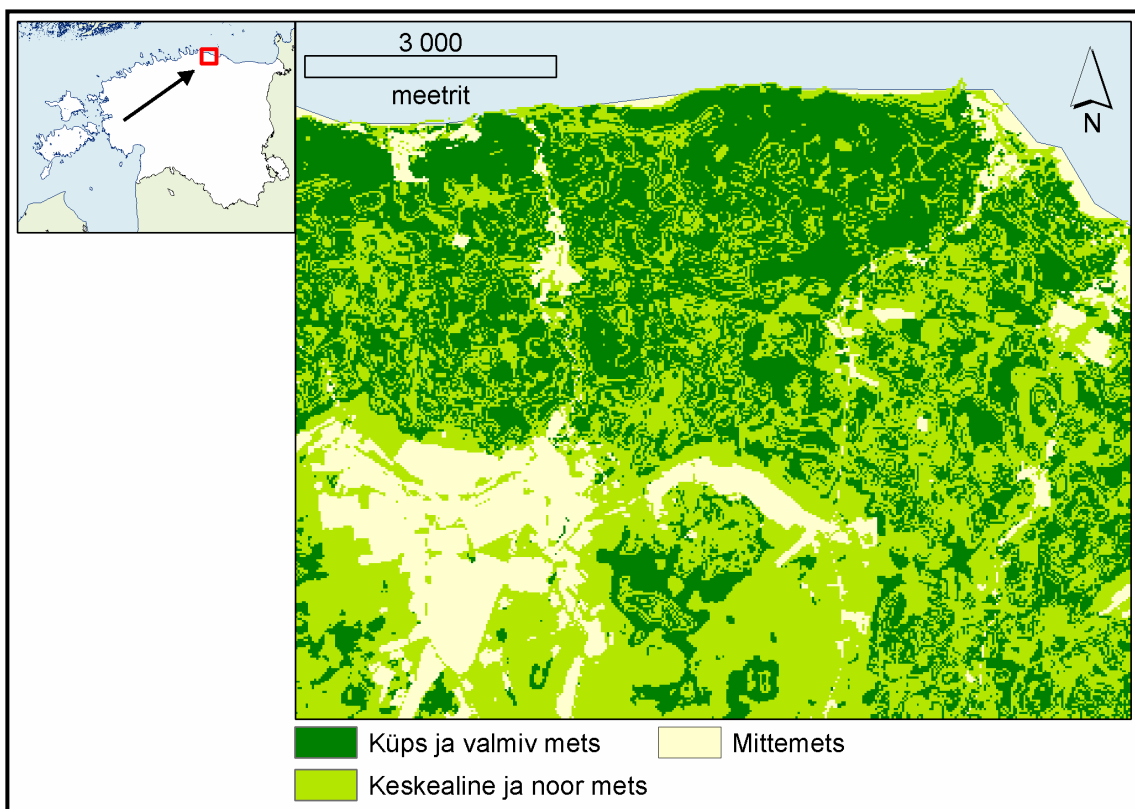 3 000
meetrit
N
Küps ja valmiv mets
Mittemets
Keskealine ja noor mets